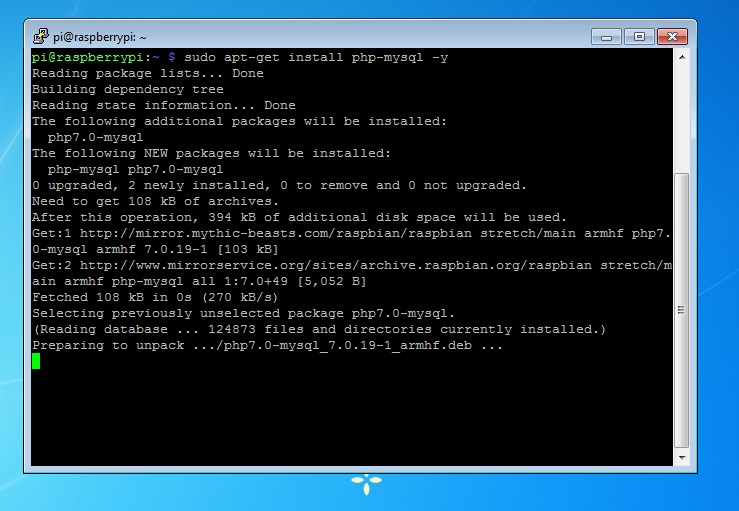 pi@raspberrypi: ~
pi@raspberrypi:~ $ sudo apt-get install php-mysql -y
Reading package lists... Done
Building dependency tree
Reading state information... Done
The following additional packages will be installed:
  php7.0-mysql
The following NEW packages will be installed:
  php-mysql php7.0-mysql
0 upgraded, 2 newly installed, 0 to remove and 0 not upgraded.
Need to get 108 kB of archives.
After this operation, 394 kB of additional disk space will be used.
Get:1 http://mirror.mythic-beasts.com/raspbian/raspbian stretch/main armhf php7.
0-mysql armhf 7.0.19-1 [103 kB]
Get:2 http://www.mirrorservice.org/sites/archive.raspbian.org/raspbian stretch/m
ain armhf php-mysql all 1:7.0+49 [5,052 B]
Fetched 108 kB in 0s (270 kB/s)
Selecting previously unselected package php7.0-mysql.
(Reading database ... 124873 files and directories currently installed.)
Preparing to unpack .../php7.0-mysql_7.0.19-1_armhf.deb ...